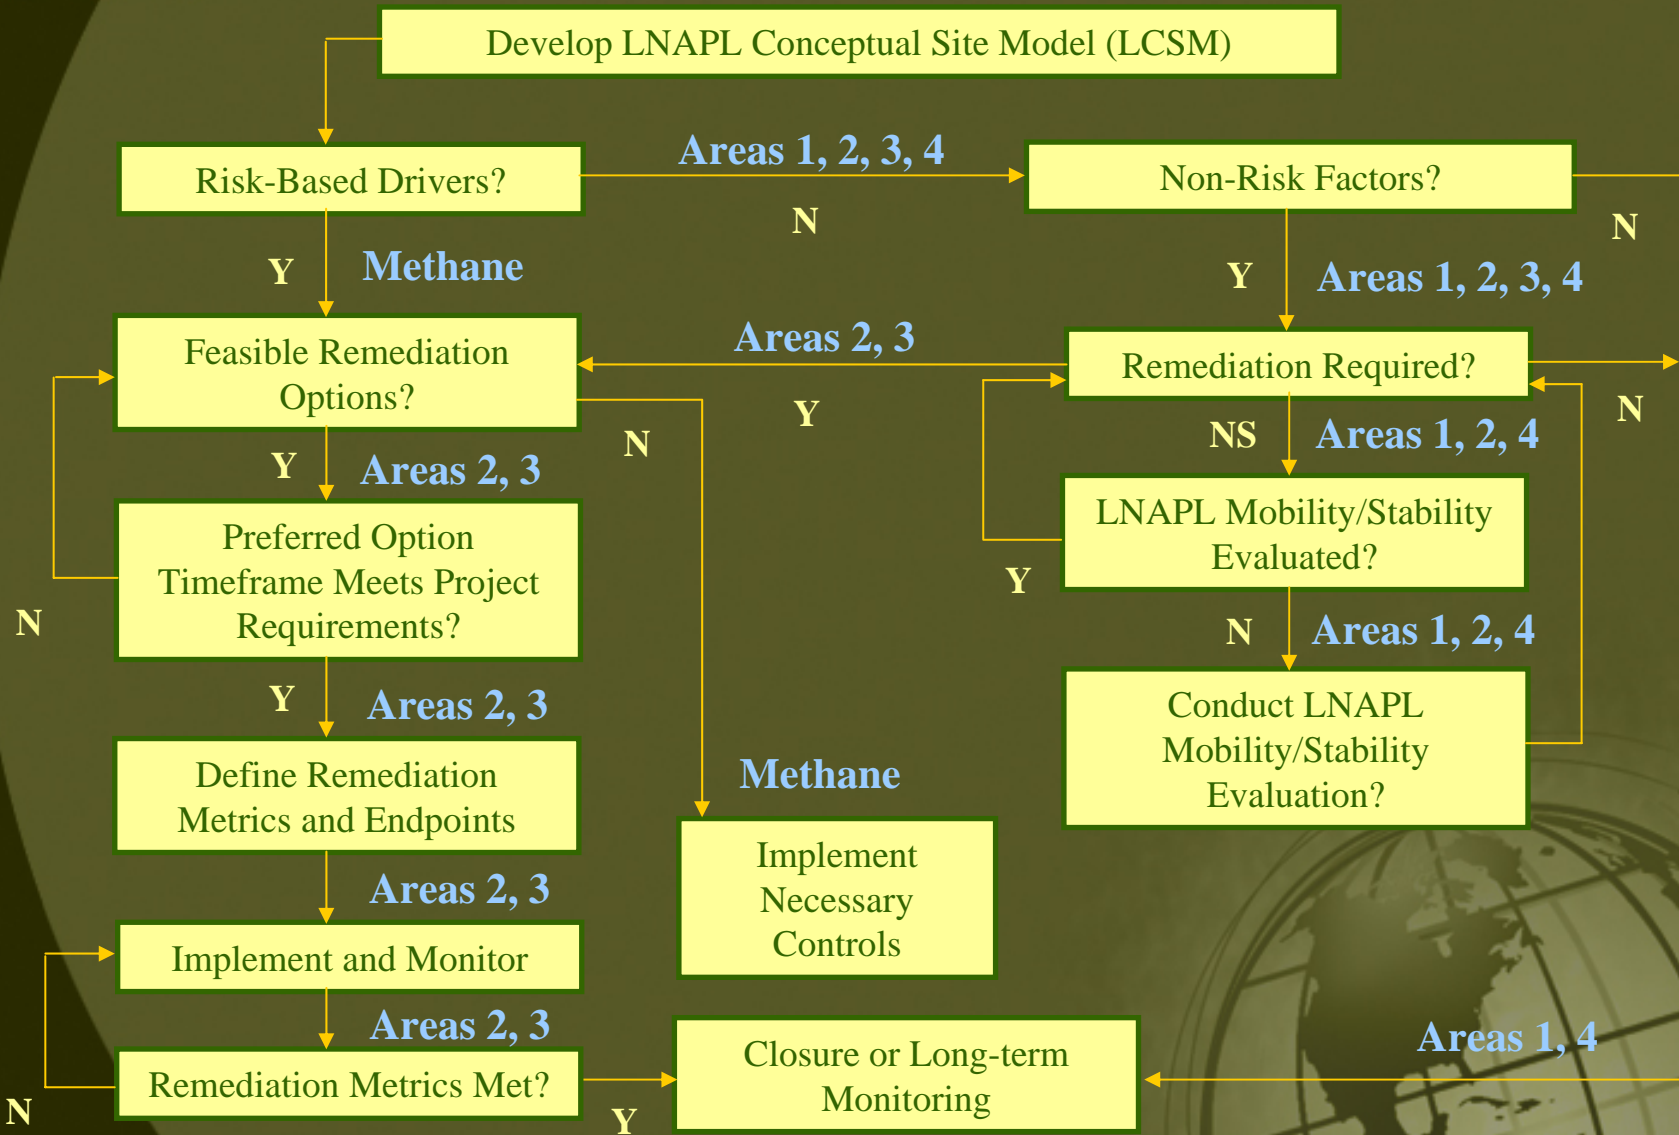 Develop LNAPL Conceptual Site Model (LCSM)
Risk-Based Drivers?
Areas 1, 2, 3, 4
N
Non-Risk Factors?
N
Y
Methane
Y
Areas 1, 2, 3, 4
Feasible Remediation
Options?
Areas 2, 3
Y
Remediation Required?
N
N
Y
Areas 2, 3
NS
Areas 1, 2, 4
Preferred Option
Timeframe Meets Project
Requirements?
N
LNAPL Mobility/Stability
Evaluated?
Y
N
Areas 1, 2, 4
Y
Areas 2, 3
Conduct LNAPL
Mobility/Stability
Evaluation?
Define Remediation
Metrics and Endpoints
Methane
Implement
Necessary
Controls
Areas 2, 3
Implement and Monitor
Areas 2, 3
Remediation Metrics Met?
N
Y
Closure or Long-term
Monitoring
Areas 1, 4